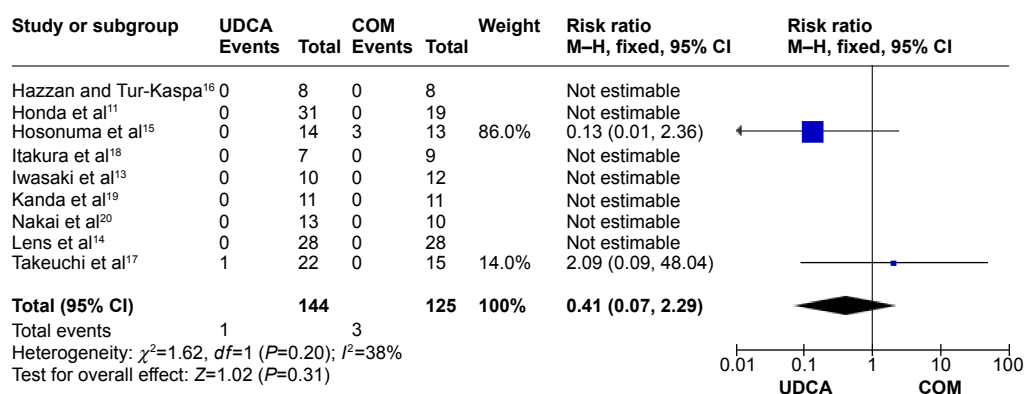 Study or subgroup UDCA COM Weight Risk ratio Risk ratio
Events Total Events Total M–H, fixed, 95% CI M–H, fixed, 95% CI
Hazzan and Tur-Kaspa16 0 8 0 8 Not estimable
Honda et al11 0 31 0 19 Not estimable
Hosonuma et al15 0 14 3 13 86.0% 0.13 (0.01, 2.36)
Itakura et al18 0 7 0 9 Not estimable
Iwasaki et al13 0 10 0 12 Not estimable
Kanda et al19 0 11 0 11 Not estimable
Nakai et al20 0 13 0 10 Not estimable
Lens et al14 0 28 0 28 Not estimable
Takeuchi et al17 1 22 0 15 14.0% 2.09 (0.09, 48.04)
Total (95% CI) 144 125 100% 0.41 (0.07, 2.29)
Total events 1 3
Heterogeneity: χ2=1.62, df=1 (P=0.20); I2=38%
Test for overall effect: Z=1.02 (P=0.31)
0.01 0.1 1 10 100
UDCA COM